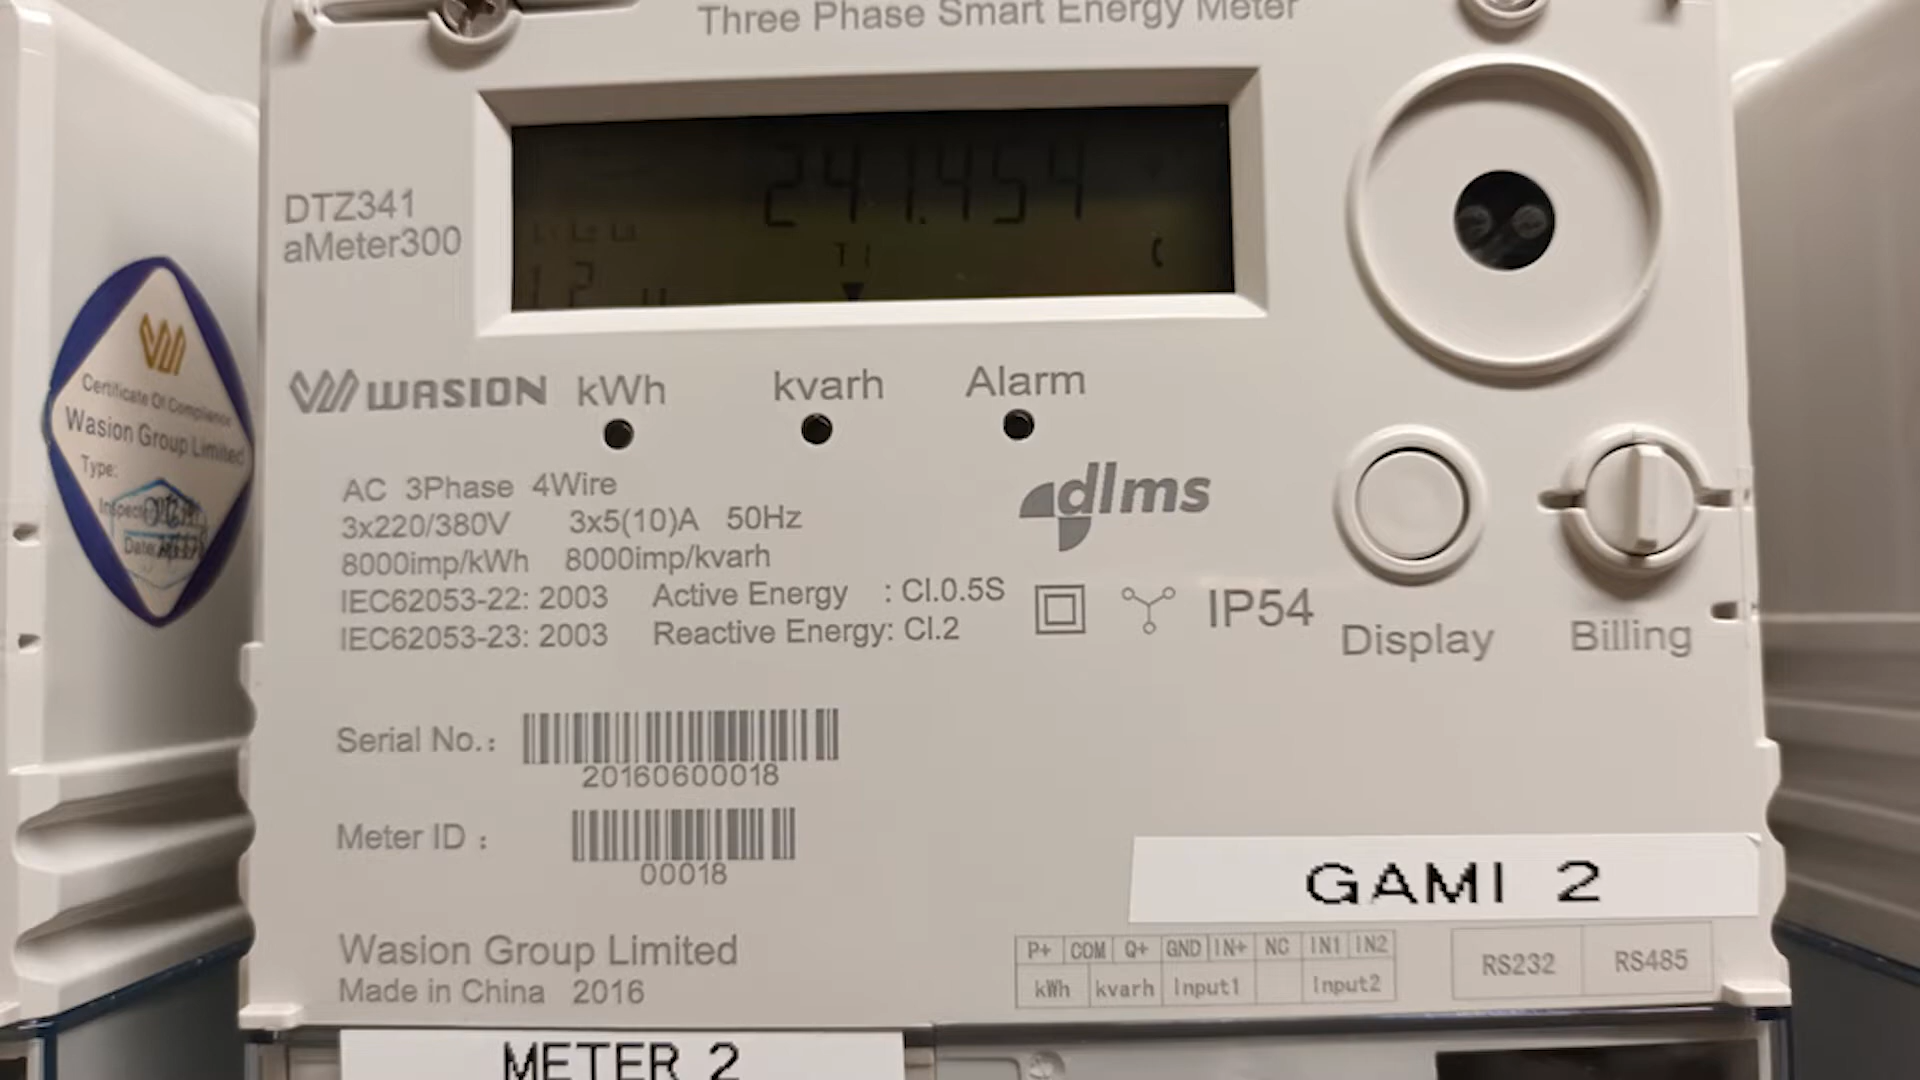 Three Phase Smart Energy Meter
241.454
L1 L2 L3
T1
DTZ341
aMeter300
WASION
kWh
kvarh
Alarm
Certificate Of Compliance
Wasion Group Limited
Type:
AC 3Phase 4Wire
3x220/380V 3x5(10)A 50Hz
8000imp/kWh 8000imp/kvarh
IEC62053-22: 2003 Active Energy : Cl.0.5S
IEC62053-23: 2003 Reactive Energy: Cl.2
dlms
IP54
Display
Billing
Serial No.:
20160600018
Meter ID :
00018
GAMI 2
Wasion Group Limited
Made in China 2016
P+ COM Q+ GND IN+ NC IN1 IN2
kWh kvarh Input1 Input2
RS232 RS485
METER 2